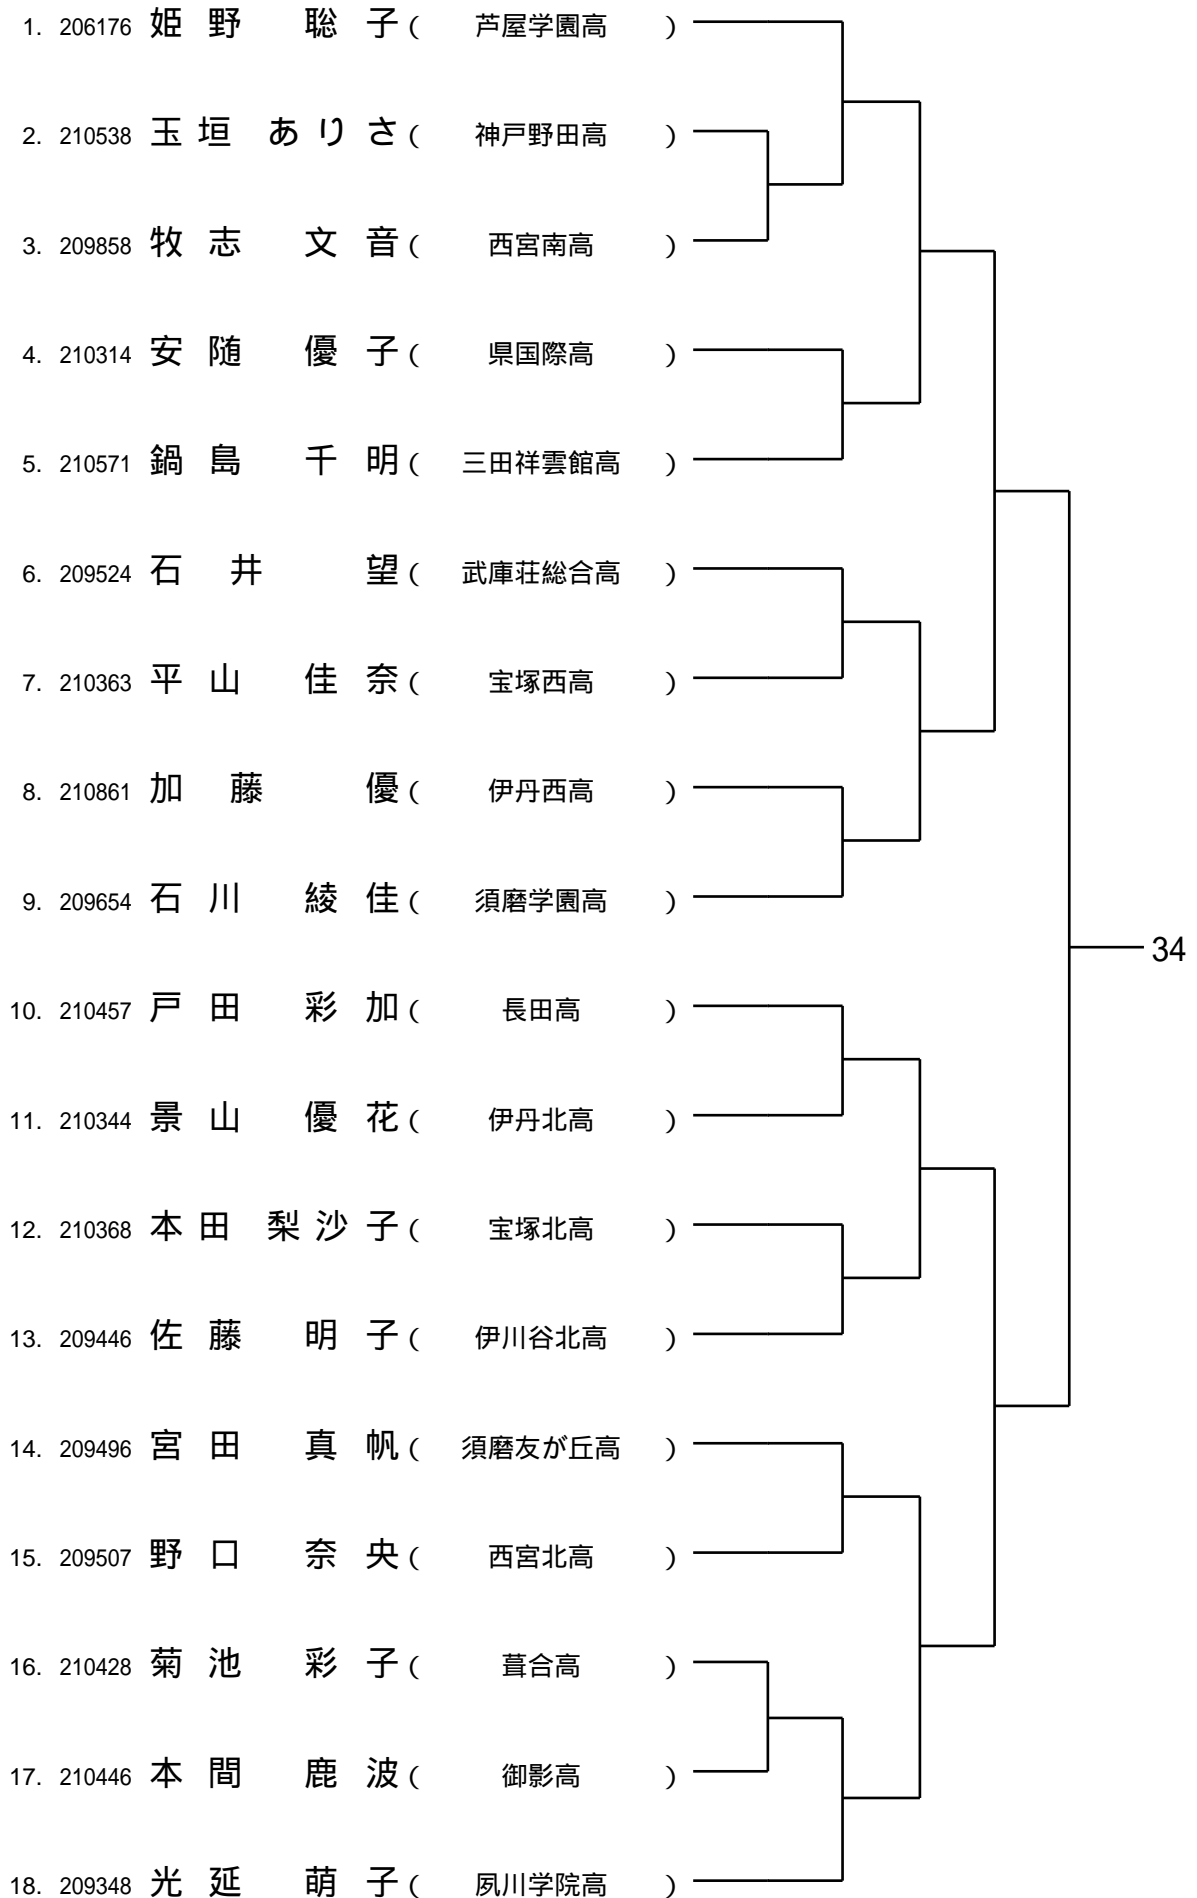 1. 206176 姫野 聡子 ( 芦屋学園高 )
2. 210538 玉垣 ありさ ( 神戸野田高 )
3. 209858 牧志 文音 ( 西宮南高 )
4. 210314 安随 優子 ( 県国際高 )
5. 210571 鍋島 千明 ( 三田祥雲館高 )
6. 209524 石井 望 ( 武庫荘総合高 )
7. 210363 平山 佳奈 ( 宝塚西高 )
8. 210861 加藤 優 ( 伊丹西高 )
9. 209654 石川 綾佳 ( 須磨学園高 )
34
10. 210457 戸田 彩加 ( 長田高 )
11. 210344 景山 優花 ( 伊丹北高 )
12. 210368 本田 梨沙子 ( 宝塚北高 )
13. 209446 佐藤 明子 ( 伊川谷北高 )
14. 209496 宮田 真帆 ( 須磨友が丘高 )
15. 209507 野口 奈央 ( 西宮北高 )
16. 210428 菊池 彩子 ( 葺合高 )
17. 210446 本間 鹿波 ( 御影高 )
18. 209348 光延 萌子 ( 夙川学院高 )